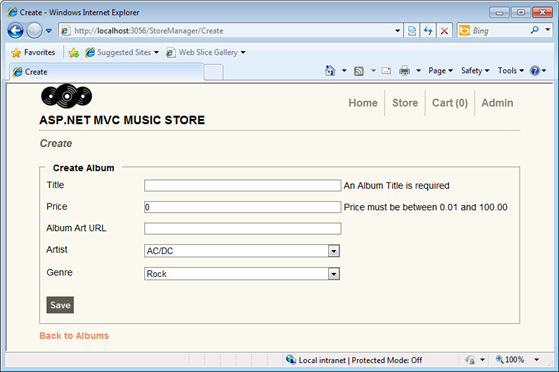 Create - Windows Internet Explorer
http://localhost:3056/StoreManager/Create
Bing
Favorites Suggested Sites Web Slice Gallery
Create
Page Safety Tools
Home Store Cart (0) Admin
ASP.NET MVC MUSIC STORE
Create
Create Album
Title An Album Title is required
Price 0 Price must be between 0.01 and 100.00
Album Art URL
Artist AC/DC
Genre Rock
Save
Back to Albums
Local intranet | Protected Mode: Off 100%